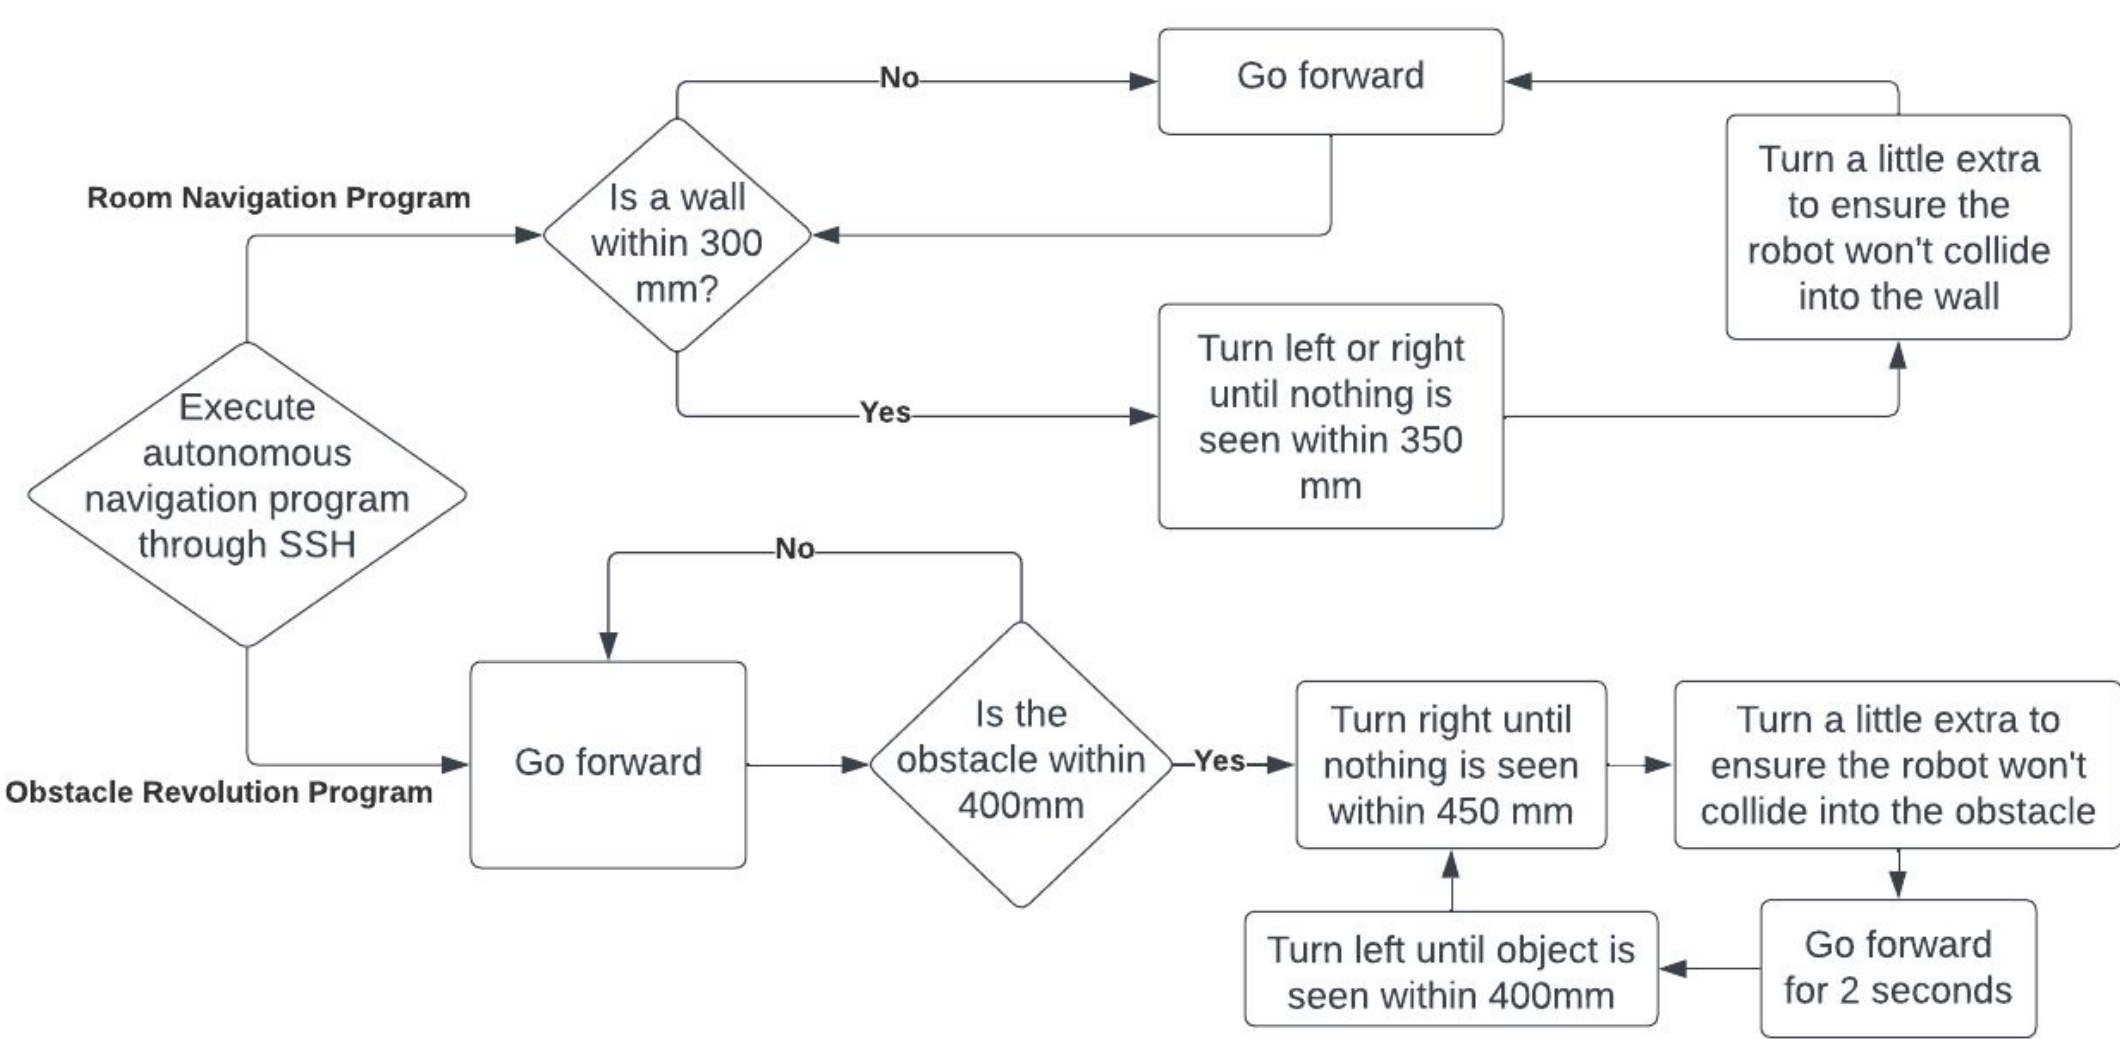 No
Go forward
Room Navigation Program
Is a wall
within 300
mm?
Turn a little extra
to ensure the
robot won't collide
into the wall
Yes
Turn left or right
until nothing is
seen within 350
mm
Execute
autonomous
navigation program
through SSH
No
Obstacle Revolution Program
Go forward
Is the
obstacle within
400mm
Yes
Turn right until
nothing is seen
within 450 mm
Turn a little extra to
ensure the robot won't
collide into the obstacle
Go forward
for 2 seconds
Turn left until object is
seen within 400mm